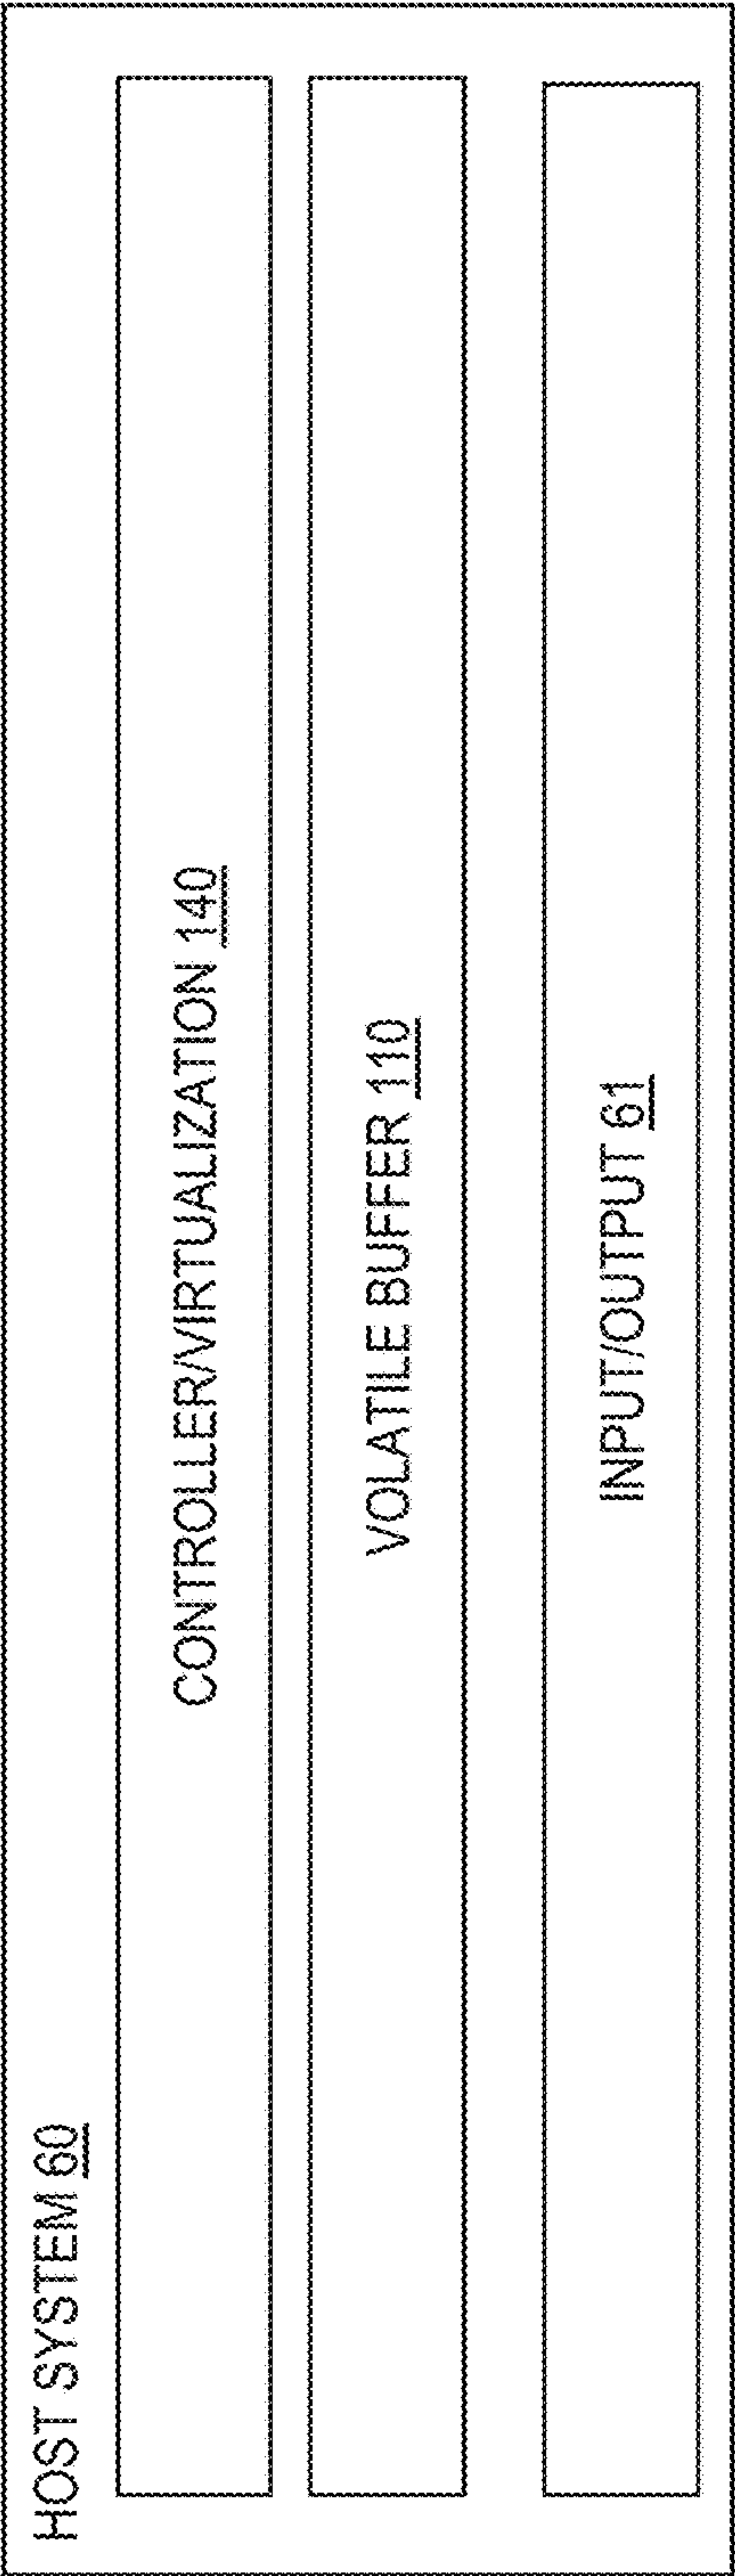 HOST SYSTEM 60
CONTROLLER/VIRTUALIZATION 140
VOLATILE BUFFER 110
INPUT/OUTPUT 61